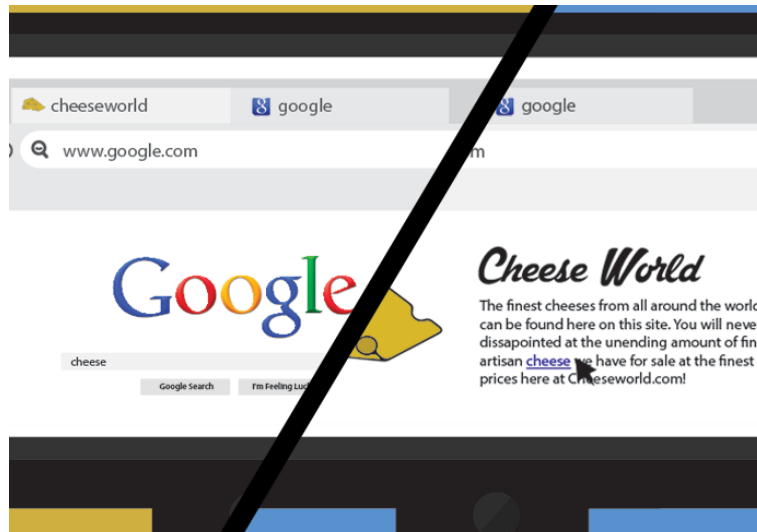 cheeseworld
google
google
www.google.com
m
Google
cheese
Google Search
I'm Feeling Luc
Cheese World
The finest cheeses from all around the world
can be found here on this site. You will neve
dissapointed at the unending amount of fin
artisan cheese we have for sale at the finest
prices here at Cheeseworld.com!